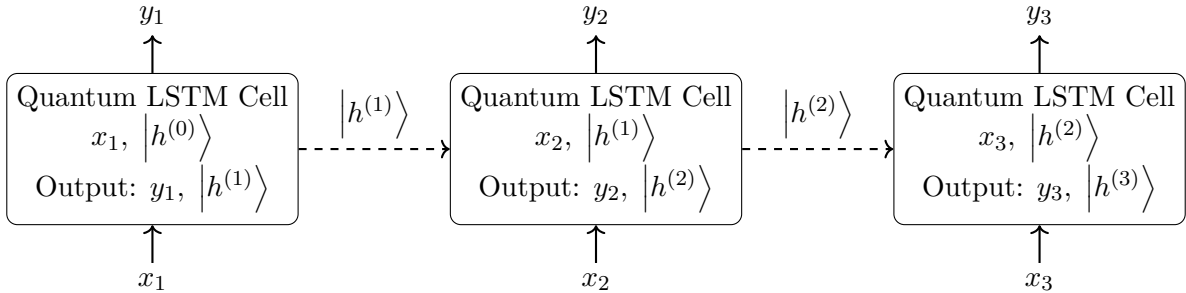 y₁
y₂
y₃
Quantum LSTM Cell
x₁, |h⁽⁰⁾⟩
Output: y₁, |h⁽¹⁾⟩
|h⁽¹⁾⟩
Quantum LSTM Cell
x₂, |h⁽¹⁾⟩
Output: y₂, |h⁽²⁾⟩
|h⁽²⁾⟩
Quantum LSTM Cell
x₃, |h⁽²⁾⟩
Output: y₃, |h⁽³⁾⟩
x₁
x₂
x₃